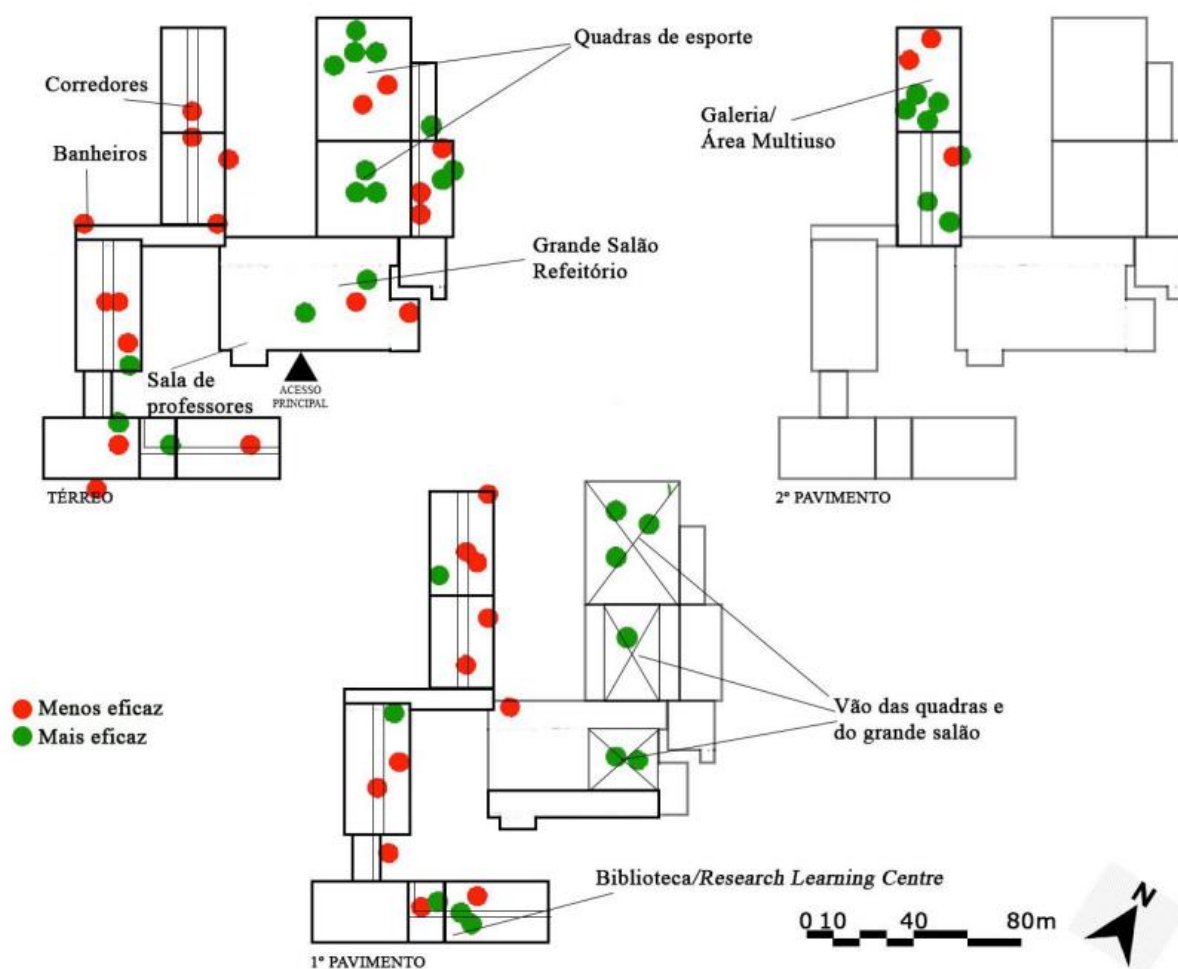 Quadras de esporte
Corredores
Galeria/
Área Multiuso
Banheiros
Grande Salão
Refeitório
Sala de
professores
ACESSO
PRINCIPAL
TÉRREO
2º PAVIMENTO
Menos eficaz
Mais eficaz
Vão das quadras e
do grande salão
Biblioteca/Research Learning Centre
N
0 10 40 80m
1º PAVIMENTO